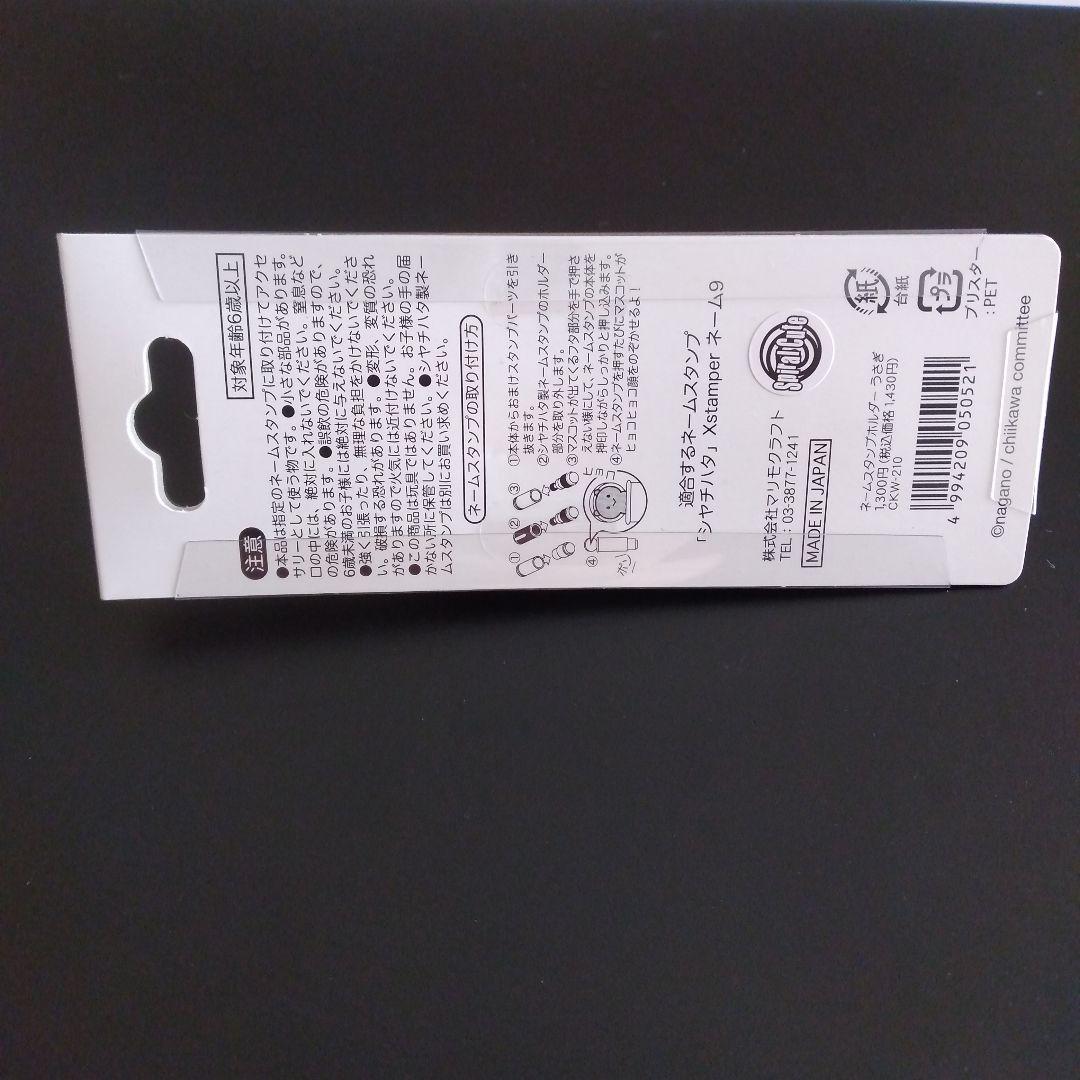 注意
対象年齢6歳以上
●本品は指定のネームスタンプに取り付けてアクセ
サリーとして使う物です。●小さな部品があります。
口の中には、絶対に入れないでください。窒息など
の危険があります。●誤飲の危険がありますので、
6歳未満のお子様には絶対に与えないでください。
●強く引張ったり、無理な負担をかけないでくださ
い。破損する恐れがあります。●変形、変質の恐れ
がありますので火気には近付けないでください。
●この商品は玩具ではありません。お子様の手の届
かない所に保管してください。●シヤチハタ製ネー
ムスタンプは別にお買い求めください。
ネームスタンプの取り付け方
① ② ③
④
ヒョコ
①本体からおまけスタンプパーツを引き
抜きます。
②シヤチハタ製ネームスタンプのホルダー
部分を取り外します。
③マスコットが出てくるフタ部分を手で押さ
えない様にして、ネームスタンプの本体を
押印しながらしっかりと押し込みます。
④ネームスタンプを押すたびにマスコットが
ヒョコヒョコ顔をのぞかせるよ!
適合するネームスタンプ
「シヤチハタ」Xstamper ネーム9
株式会社マリモクラフト
TEL:03-3877-1241
MADE IN JAPAN
Spiral Cute
ネームスタンプホルダー うさぎ
1,300円(税込価格 1,430円)
CKW-210
4 994209 050521
紙
台紙
プラ
ブリスター
:PET
©nagano / chiikawa committee